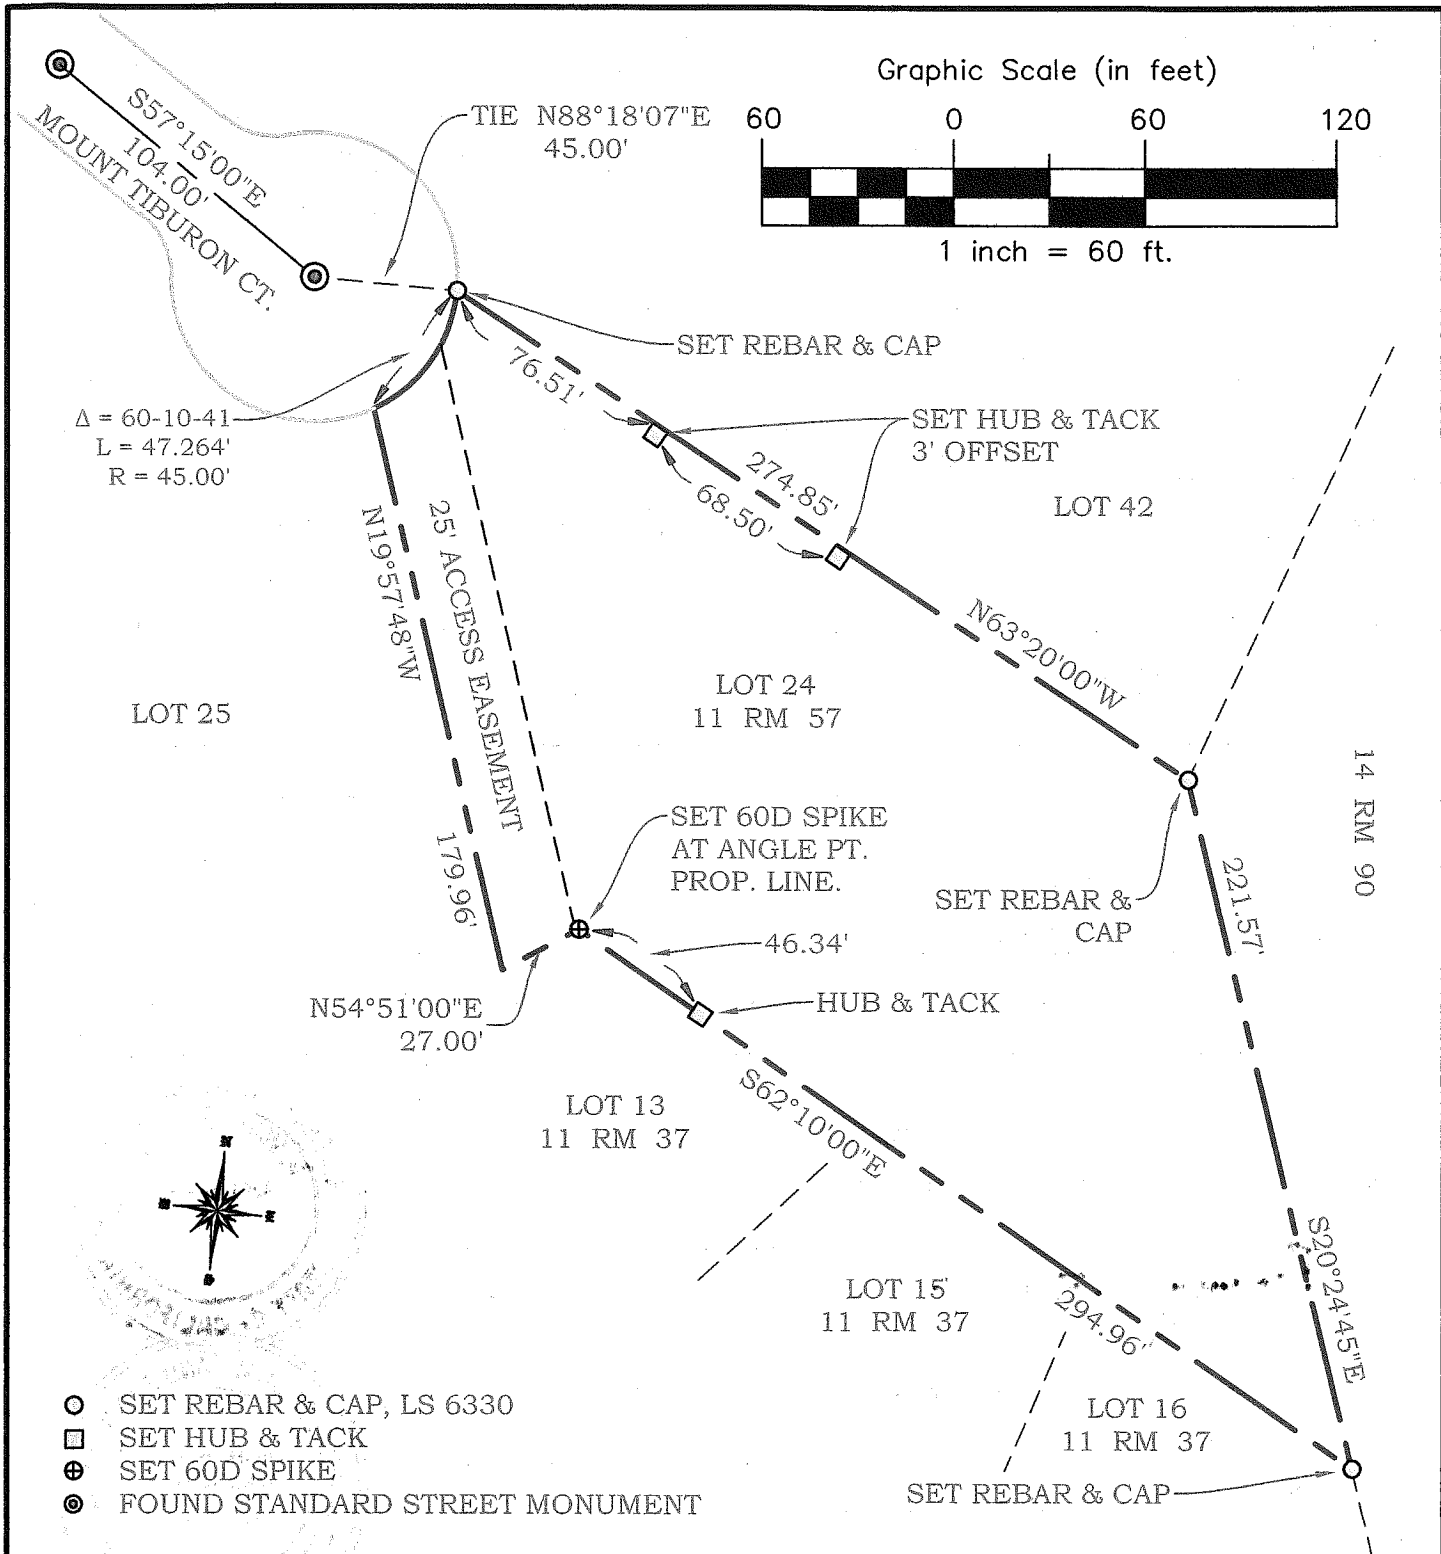 Graphic Scale (in feet)
60 0 60 120
1 inch = 60 ft.
S57°15'00"E
104.00'
MOUNT TIBURON CT.
TIE N88°18'07"E
45.00'
SET REBAR & CAP
76.51'
Δ = 60-10-41
L = 47.264'
R = 45.00'
SET HUB & TACK
3' OFFSET
274.85'
68.50'
LOT 42
N19°57'48"W
179.96'
25' ACCESS EASEMENT
N63°20'00"W
LOT 24
11 RM 57
LOT 25
14 RM 90
SET 60D SPIKE
AT ANGLE PT.
PROP. LINE.
SET REBAR &
CAP
221.57'
46.34'
HUB & TACK
N54°51'00"E
27.00'
S62°10'00"E
LOT 13
11 RM 37
N
S20°24'45"E
LOT 15
11 RM 37
294.96'
LOT 16
11 RM 37
SET REBAR & CAP
SET REBAR & CAP, LS 6330
SET HUB & TACK
SET 60D SPIKE
FOUND STANDARD STREET MONUMENT